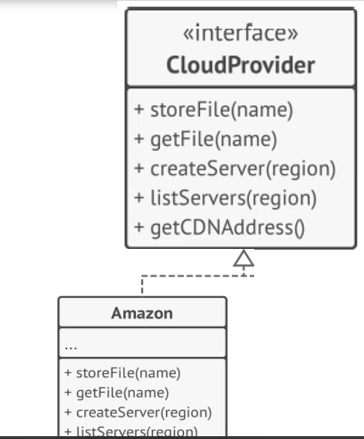 «interface»
CloudProvider
+ storeFile(name)
+ getFile(name)
+ createServer(region)
+ listServers(region)
+ getCDNAddress()
Amazon
...
+ storeFile(name)
+ getFile(name)
+ createServer(region)
+ listServers(region)